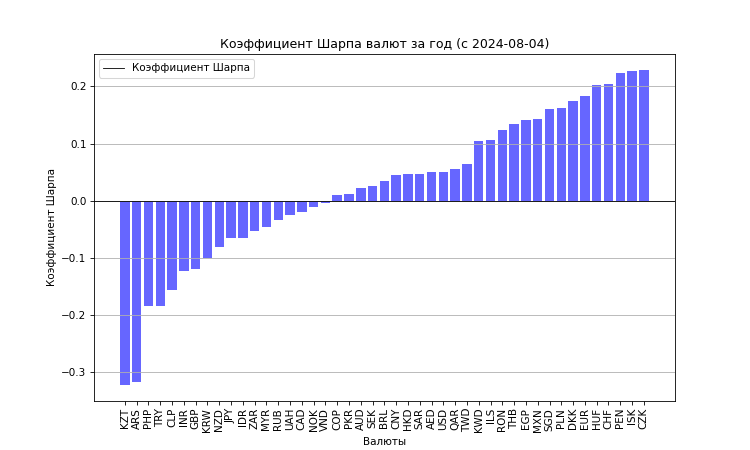 Коэффициент Шарпа валют за год (с 2024-08-04)
Коэффициент Шарпа
Коэффициент Шарпа
0.2
0.1
0.0
−0.1
−0.2
−0.3
KZT ARS PHP TRY CLP INR GBP KRW NZD JPY IDR ZAR MYR RUB UAH CAD NOK VND COP PKR AUD SEK BRL CNY HKD SAR AED USD QAR TWD KWD ILS RON THB EGP MXN SGD PLN DKK EUR HUF CHF PEN ISK CZK
Валюты